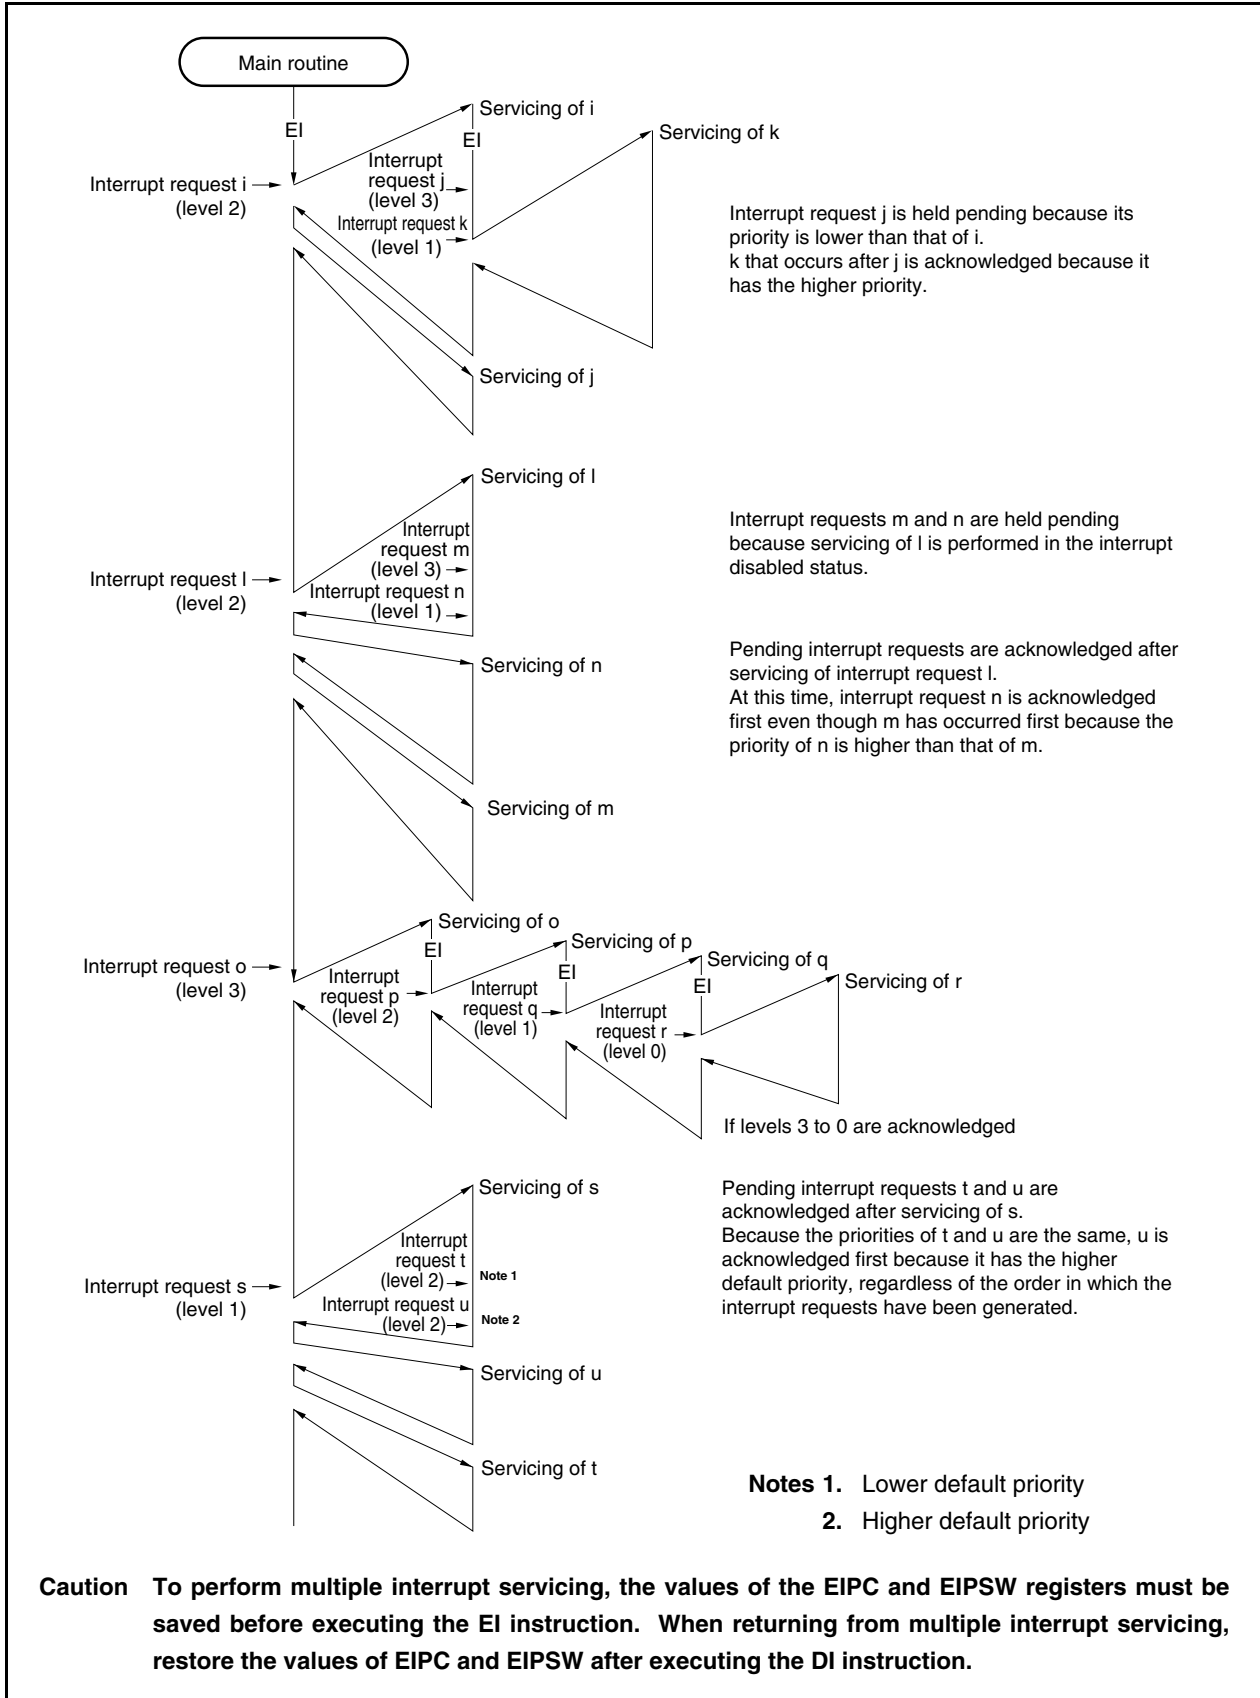 Main routine
EI
Servicing of i
EI
Servicing of k
Interrupt request i
(level 2)
Interrupt
request j
(level 3)
Interrupt request k
(level 1)
Interrupt request j is held pending because its
priority is lower than that of i.
k that occurs after j is acknowledged because it
has the higher priority.
Servicing of j
Servicing of l
Interrupt request l
(level 2)
Interrupt
request m
(level 3)
Interrupt request n
(level 1)
Interrupt requests m and n are held pending
because servicing of l is performed in the interrupt
disabled status.
Servicing of n
Pending interrupt requests are acknowledged after
servicing of interrupt request l.
At this time, interrupt request n is acknowledged
first even though m has occurred first because the
priority of n is higher than that of m.
Servicing of m
Interrupt request o
(level 3)
Servicing of o
EI
Interrupt
request p
(level 2)
Servicing of p
EI
Interrupt
request q
(level 1)
Servicing of q
EI
Interrupt
request r
(level 0)
Servicing of r
If levels 3 to 0 are acknowledged
Interrupt request s
(level 1)
Servicing of s
Interrupt
request t
(level 2)
Note 1
Interrupt request u
(level 2)
Note 2
Pending interrupt requests t and u are
acknowledged after servicing of s.
Because the priorities of t and u are the same, u is
acknowledged first because it has the higher
default priority, regardless of the order in which the
interrupt requests have been generated.
Servicing of u
Servicing of t
Notes 1. Lower default priority
2. Higher default priority
Caution To perform multiple interrupt servicing, the values of the EIPC and EIPSW registers must be
saved before executing the EI instruction. When returning from multiple interrupt servicing,
restore the values of EIPC and EIPSW after executing the DI instruction.